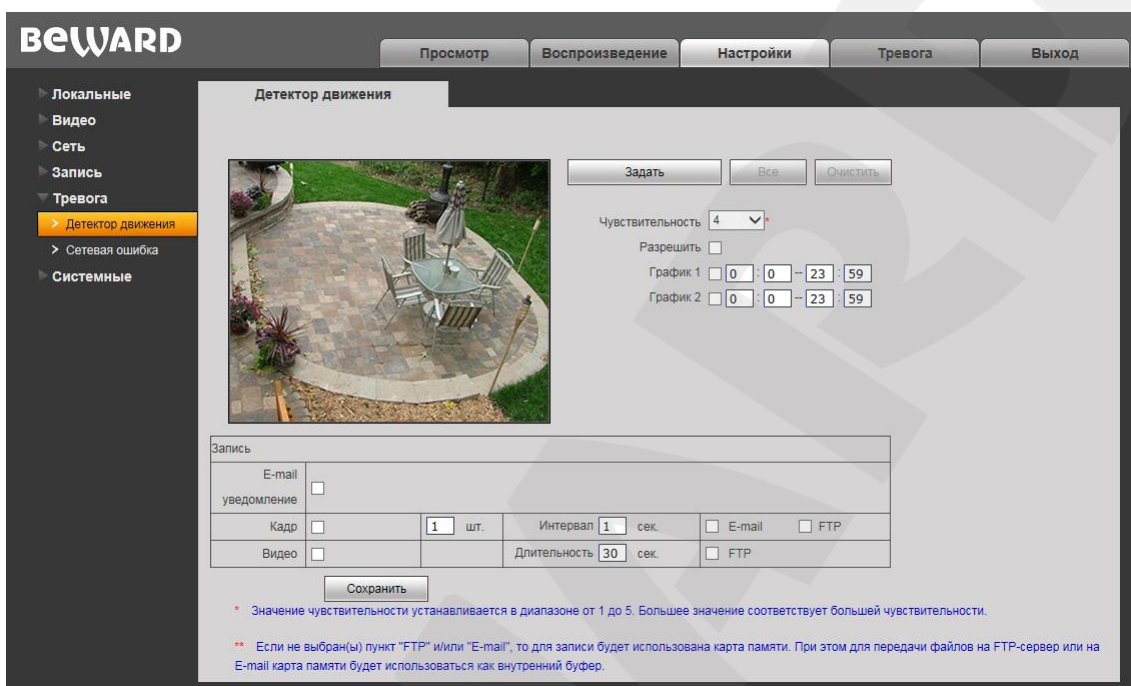 BEWARD
Просмотр Воспроизведение Настройки Тревога Выход
Локальные
Видео
Сеть
Запись
Тревога
> Детектор движения
> Сетевая ошибка
Системные
Детектор движения
Задать Все Очистить
Чувствительность 4 *
Разрешить
График 1 0 : 0 – 23 : 59
График 2 0 : 0 – 23 : 59
Запись
E-mail
уведомление
Кадр 1 шт. Интервал 1 сек. E-mail FTP
Видео Длительность 30 сек. FTP
Сохранить
* Значение чувствительности устанавливается в диапазоне от 1 до 5. Большее значение соответствует большей чувствительности.
** Если не выбран(ы) пункт "FTP" и/или "E-mail", то для записи будет использована карта памяти. При этом для передачи файлов на FTP-сервер или на
E-mail карта памяти будет использоваться как внутренний буфер.